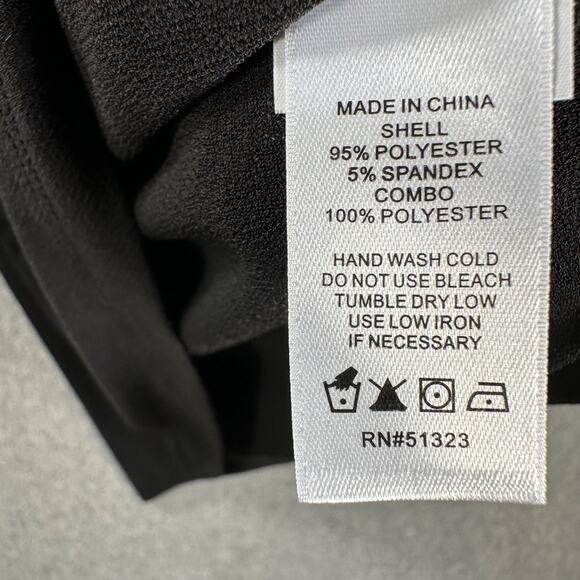 MADE IN CHINA
SHELL
95% POLYESTER
5% SPANDEX
COMBO
100% POLYESTER
HAND WASH COLD
DO NOT USE BLEACH
TUMBLE DRY LOW
USE LOW IRON
IF NECESSARY
RN#51323